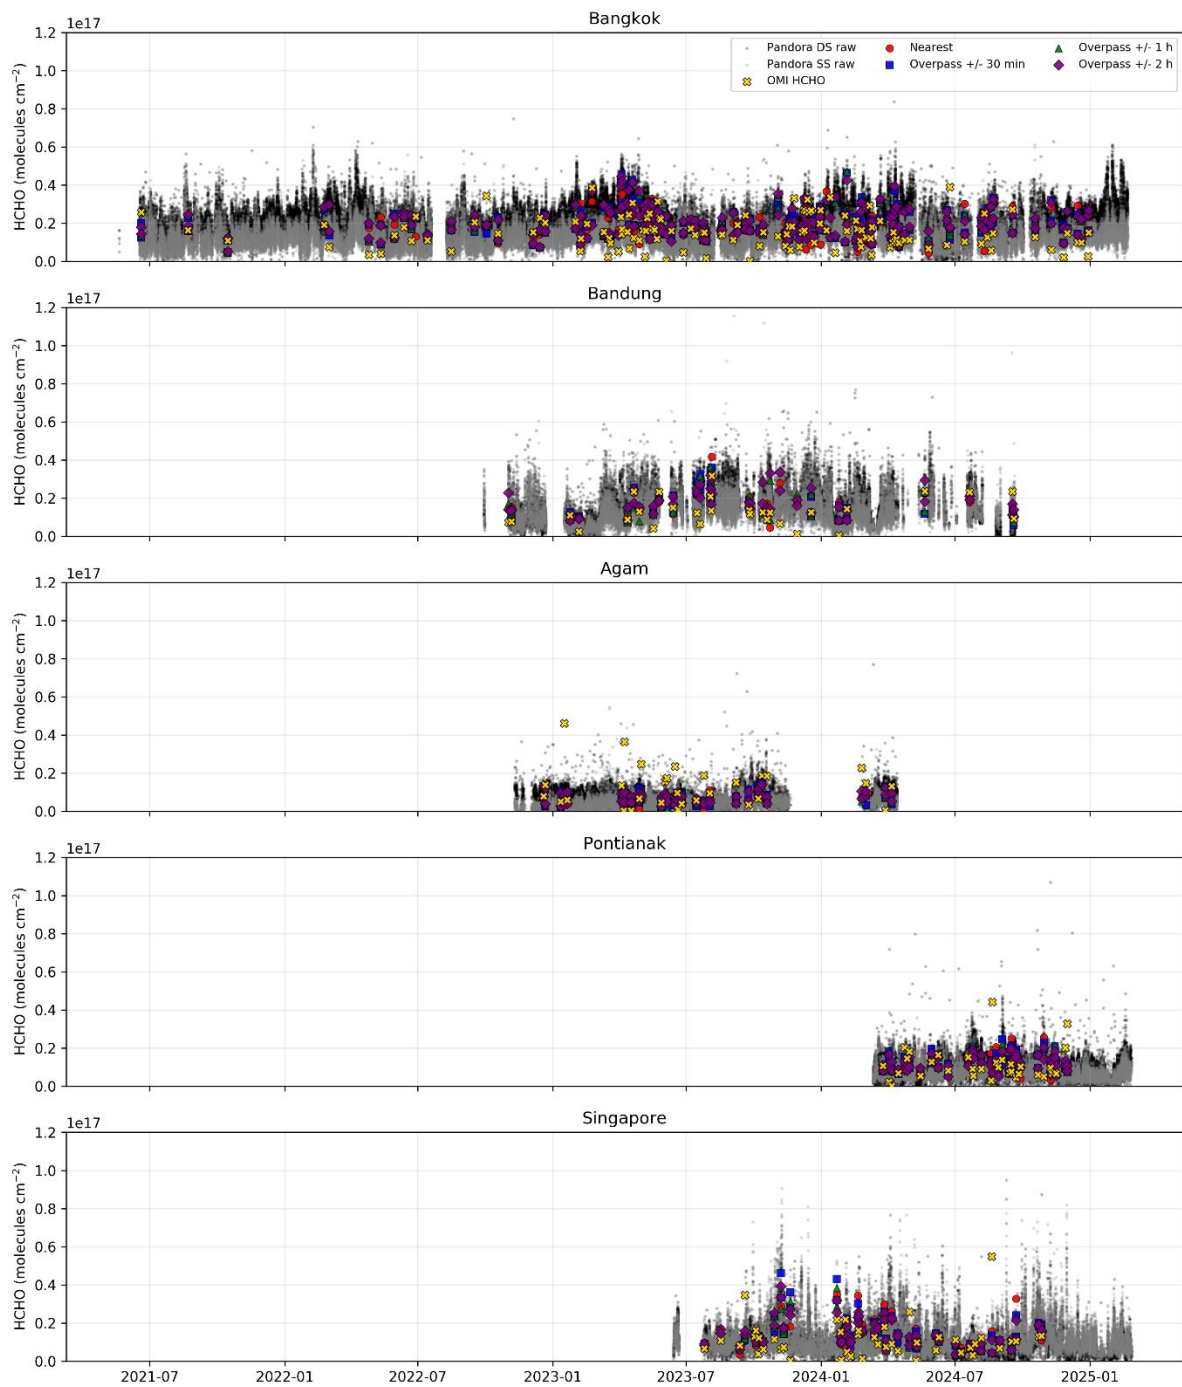 Bangkok
1e17
1.2
1.0
0.8
0.6
0.4
0.2
0.0
HCHO (molecules cm⁻²)
Pandora DS raw
Pandora SS raw
OMI HCHO
Nearest
Overpass +/- 30 min
Overpass +/- 1 h
Overpass +/- 2 h
Bandung
1e17
1.2
1.0
0.8
0.6
0.4
0.2
0.0
HCHO (molecules cm⁻²)
Agam
1e17
1.2
1.0
0.8
0.6
0.4
0.2
0.0
HCHO (molecules cm⁻²)
Pontianak
1e17
1.2
1.0
0.8
0.6
0.4
0.2
0.0
HCHO (molecules cm⁻²)
Singapore
1e17
1.2
1.0
0.8
0.6
0.4
0.2
0.0
HCHO (molecules cm⁻²)
2021-07 2022-01 2022-07 2023-01 2023-07 2024-01 2024-07 2025-01